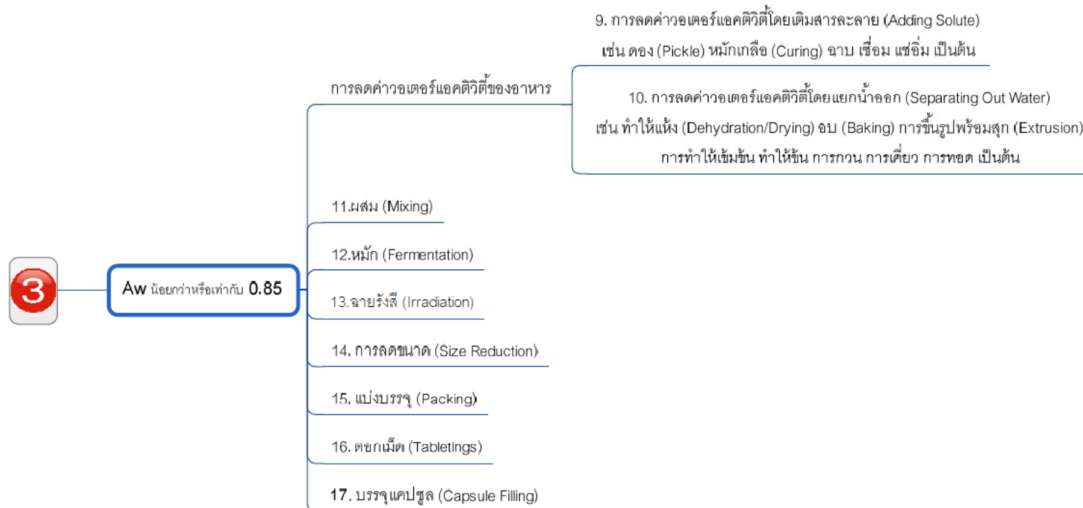 9. การลดค่าวอเตอร์แอคติวิตี้โดยเติมสารละลาย (Adding Solute)
เช่น ดอง (Pickle) หมักเกลือ (Curing) ฉาบ เชื่อม แช่อิ่ม เป็นต้น
การลดค่าวอเตอร์แอคติวิตี้ของอาหาร
10. การลดค่าวอเตอร์แอคติวิตี้โดยแยกน้ำออก (Separating Out Water)
เช่น ทำให้แห้ง (Dehydration/Drying) อบ (Baking) การขึ้นรูปพร้อมสุก (Extrusion)
การทำให้เข้มข้น ทำให้ข้น การกวน การเคี่ยว การทอด เป็นต้น
11.ผสม (Mixing)
12.หมัก (Fermentation)
3
Aw น้อยกว่าหรือเท่ากับ 0.85
13.ฉายรังสี (Irradiation)
14. การลดขนาด (Size Reduction)
15. แบ่งบรรจุ (Packing)
16. ตอกเม็ด (Tabletings)
17. บรรจุแคปซูล (Capsule Filling)